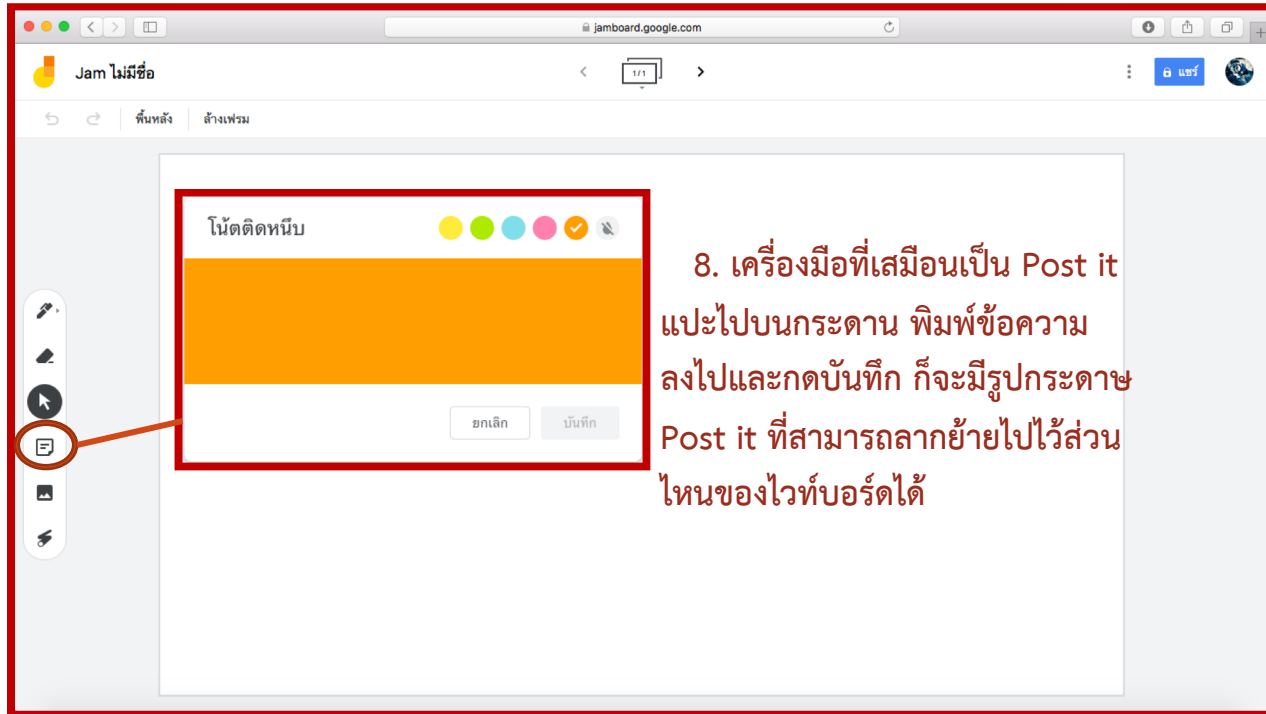 jamboard.google.com
Jam ไม่มีชื่อ
1/1
แชร์
พื้นหลัง
ล้างเฟรม
โน้ตติดหนึบ
ยกเลิก
บันทึก
8. เครื่องมือที่เสมือนเป็น Post it
แปะไปบนกระดาน พิมพ์ข้อความ
ลงไปและกดบันทึก ก็จะมีรูปกระดาษ
Post it ที่สามารถลากย้ายไปไว้ส่วน
ไหนของไวท์บอร์ดได้